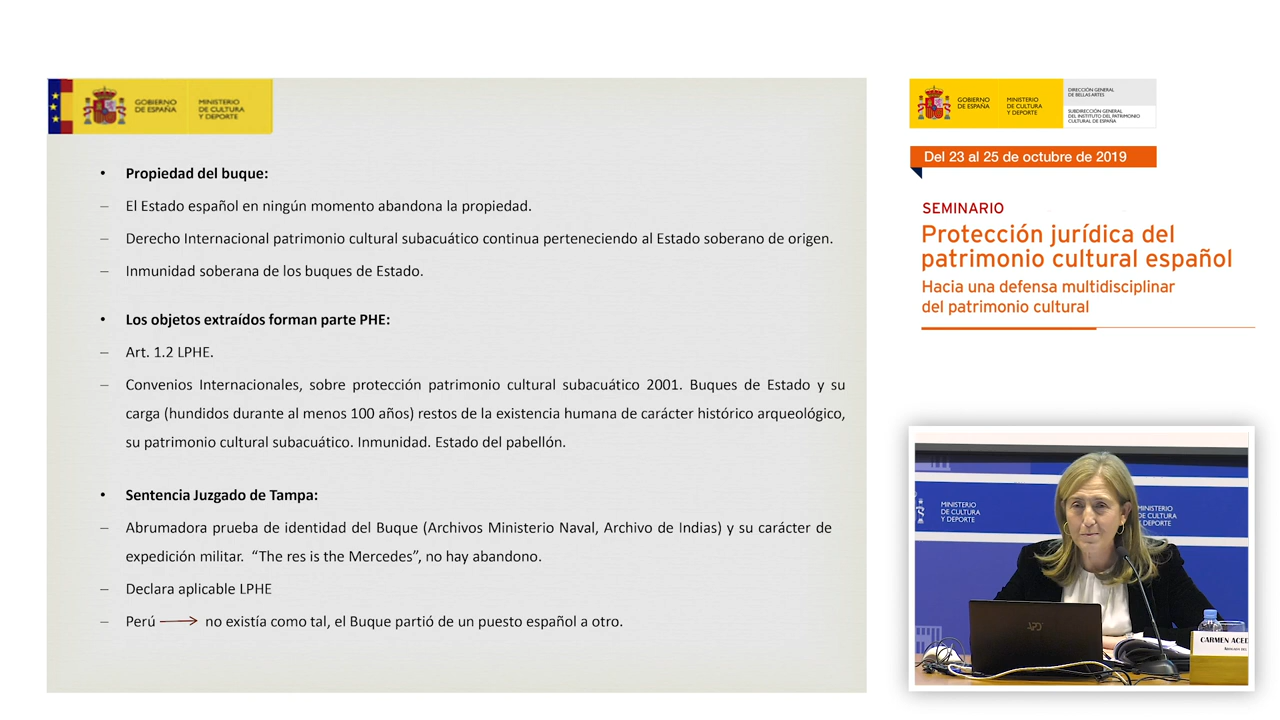 GOBIERNO
DE ESPAÑA
MINISTERIO
DE CULTURA
Y DEPORTE
• Propiedad del buque:
– El Estado español en ningún momento abandona la propiedad.
– Derecho Internacional patrimonio cultural subacuático continua perteneciendo al Estado soberano de origen.
– Inmunidad soberana de los buques de Estado.
• Los objetos extraídos forman parte PHE:
– Art. 1.2 LPHE.
– Convenios Internacionales, sobre protección patrimonio cultural subacuático 2001. Buques de Estado y su
carga (hundidos durante al menos 100 años) restos de la existencia humana de carácter histórico arqueológico,
su patrimonio cultural subacuático. Inmunidad. Estado del pabellón.
• Sentencia Juzgado de Tampa:
– Abrumadora prueba de identidad del Buque (Archivos Ministerio Naval, Archivo de Indias) y su carácter de
expedición militar. “The res is the Mercedes”, no hay abandono.
– Declara aplicable LPHE
– Perú → no existía como tal, el Buque partió de un puesto español a otro.
GOBIERNO
DE ESPAÑA
MINISTERIO
DE CULTURA
Y DEPORTE
DIRECCIÓN GENERAL
DE BELLAS ARTES
SUBDIRECCIÓN GENERAL
DEL INSTITUTO DEL PATRIMONIO
CULTURAL DE ESPAÑA
Del 23 al 25 de octubre de 2019
SEMINARIO
Protección jurídica del
patrimonio cultural español
Hacia una defensa multidisciplinar
del patrimonio cultural
MINISTERIO
DE CULTURA
Y DEPORTE
MINISTERIO
DE CULTURA
Y DEPORTE
CARMEN ACED